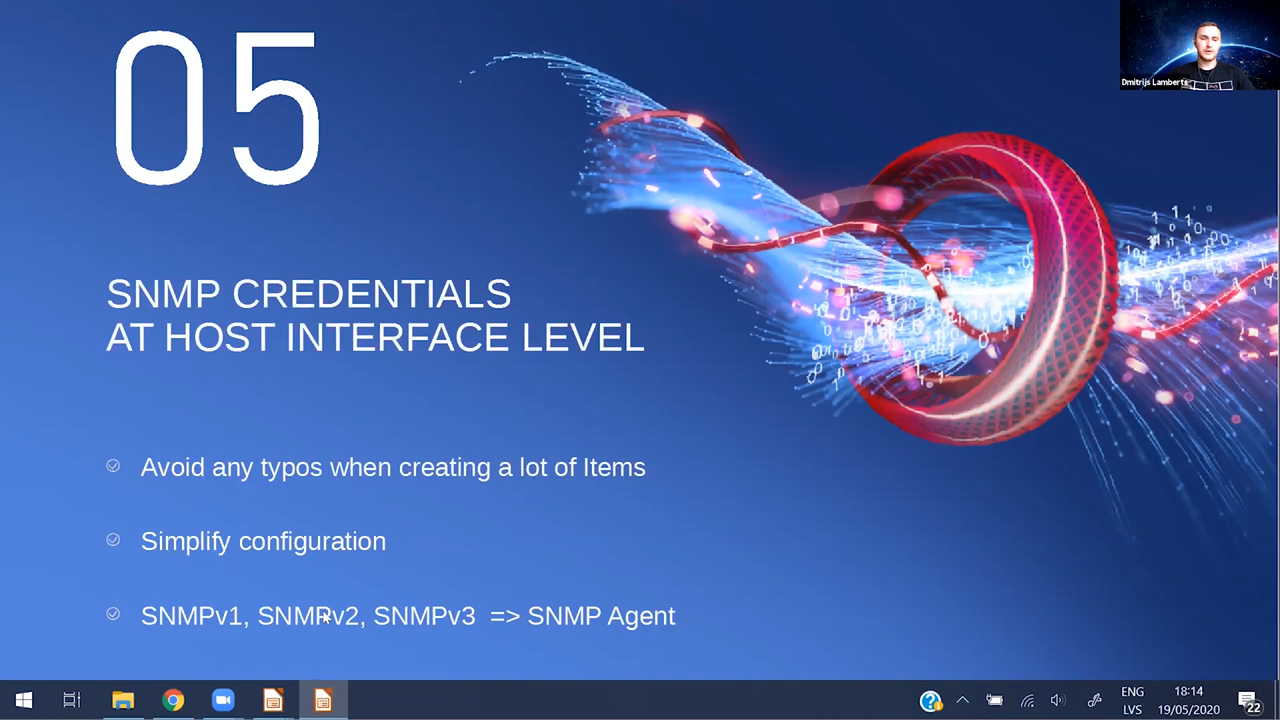 05
Dmitrijs Lamberts
SNMP CREDENTIALS
AT HOST INTERFACE LEVEL
Avoid any typos when creating a lot of Items
Simplify configuration
SNMPv1, SNMPv2, SNMPv3 => SNMP Agent
ENG
LVS
18:14
19/05/2020
22